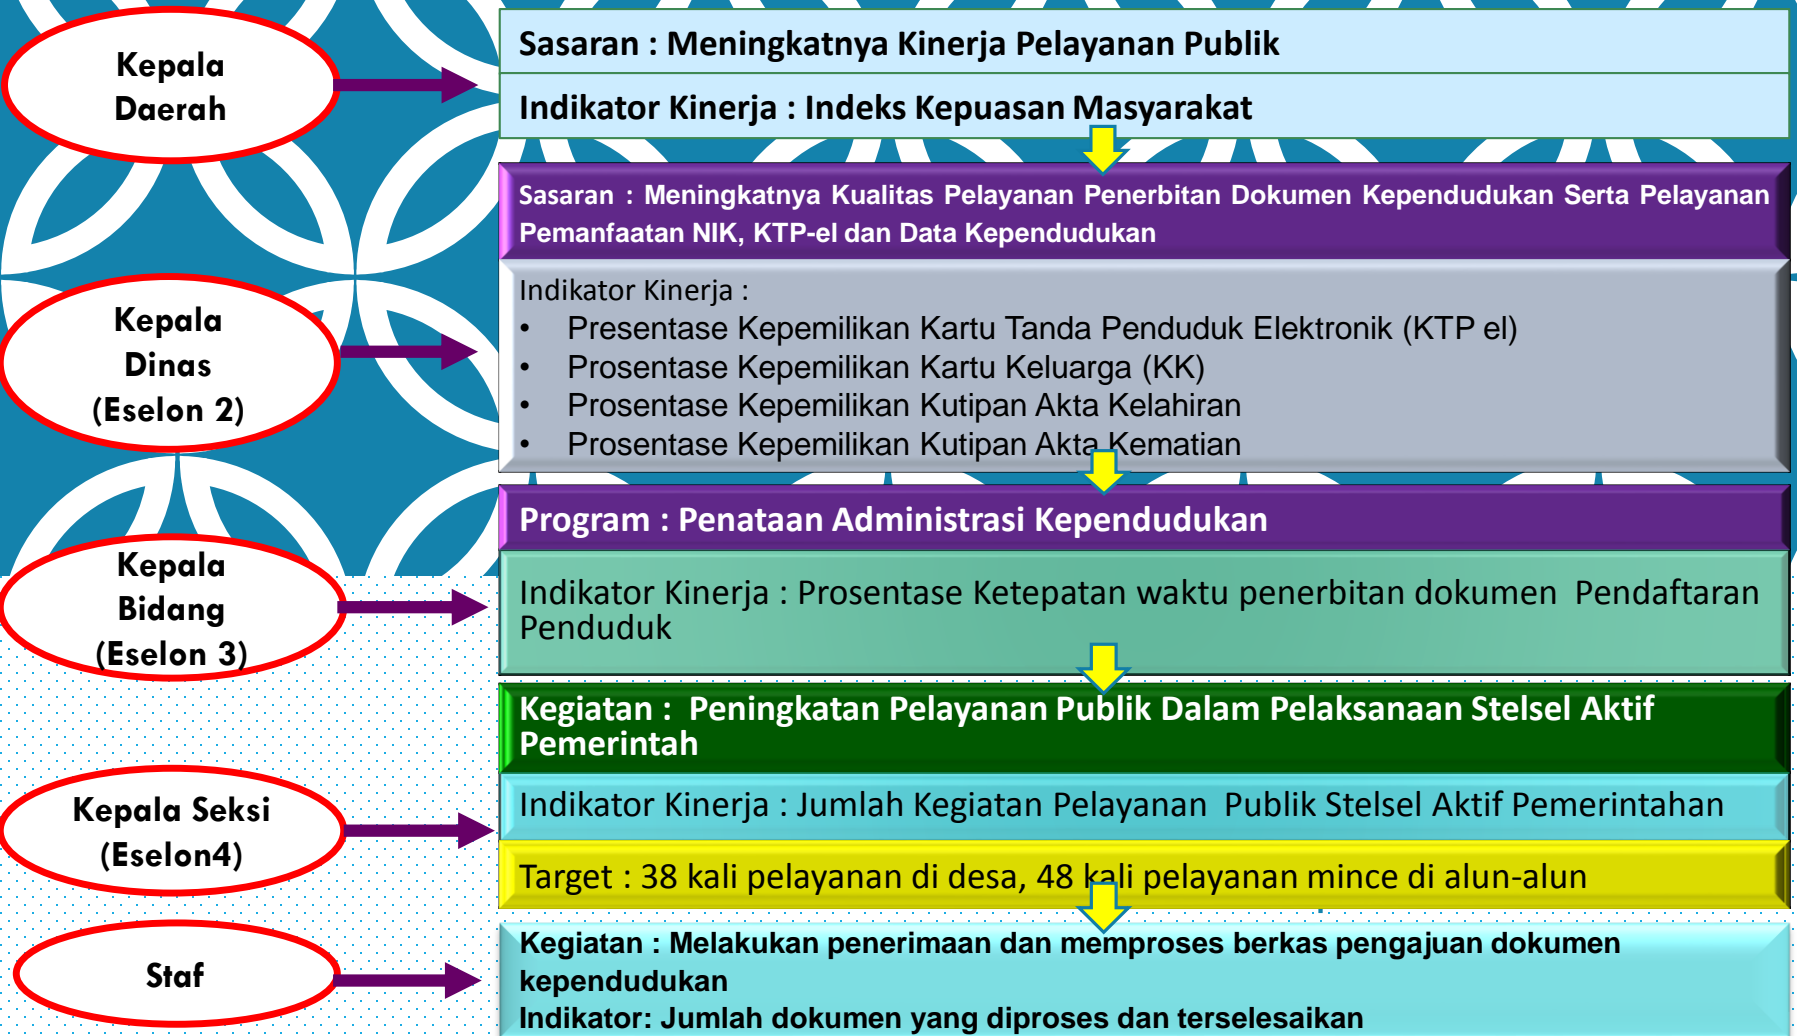 Kepala
Daerah
Sasaran : Meningkatnya Kinerja Pelayanan Publik
Indikator Kinerja : Indeks Kepuasan Masyarakat
Sasaran : Meningkatnya Kualitas Pelayanan Penerbitan Dokumen Kependudukan Serta Pelayanan
Pemanfaatan NIK, KTP-el dan Data Kependudukan
Kepala
Dinas
(Eselon 2)
Indikator Kinerja :
• Presentase Kepemilikan Kartu Tanda Penduduk Elektronik (KTP el)
• Prosentase Kepemilikan Kartu Keluarga (KK)
• Prosentase Kepemilikan Kutipan Akta Kelahiran
• Prosentase Kepemilikan Kutipan Akta Kematian
Kepala
Bidang
(Eselon 3)
Program : Penataan Administrasi Kependudukan
Indikator Kinerja : Prosentase Ketepatan waktu penerbitan dokumen Pendaftaran
Penduduk
Kegiatan : Peningkatan Pelayanan Publik Dalam Pelaksanaan Stelsel Aktif
Pemerintah
Kepala Seksi
(Eselon4)
Indikator Kinerja : Jumlah Kegiatan Pelayanan Publik Stelsel Aktif Pemerintahan
Target : 38 kali pelayanan di desa, 48 kali pelayanan mince di alun-alun
Staf
Kegiatan : Melakukan penerimaan dan memproses berkas pengajuan dokumen
kependudukan
Indikator: Jumlah dokumen yang diproses dan terselesaikan